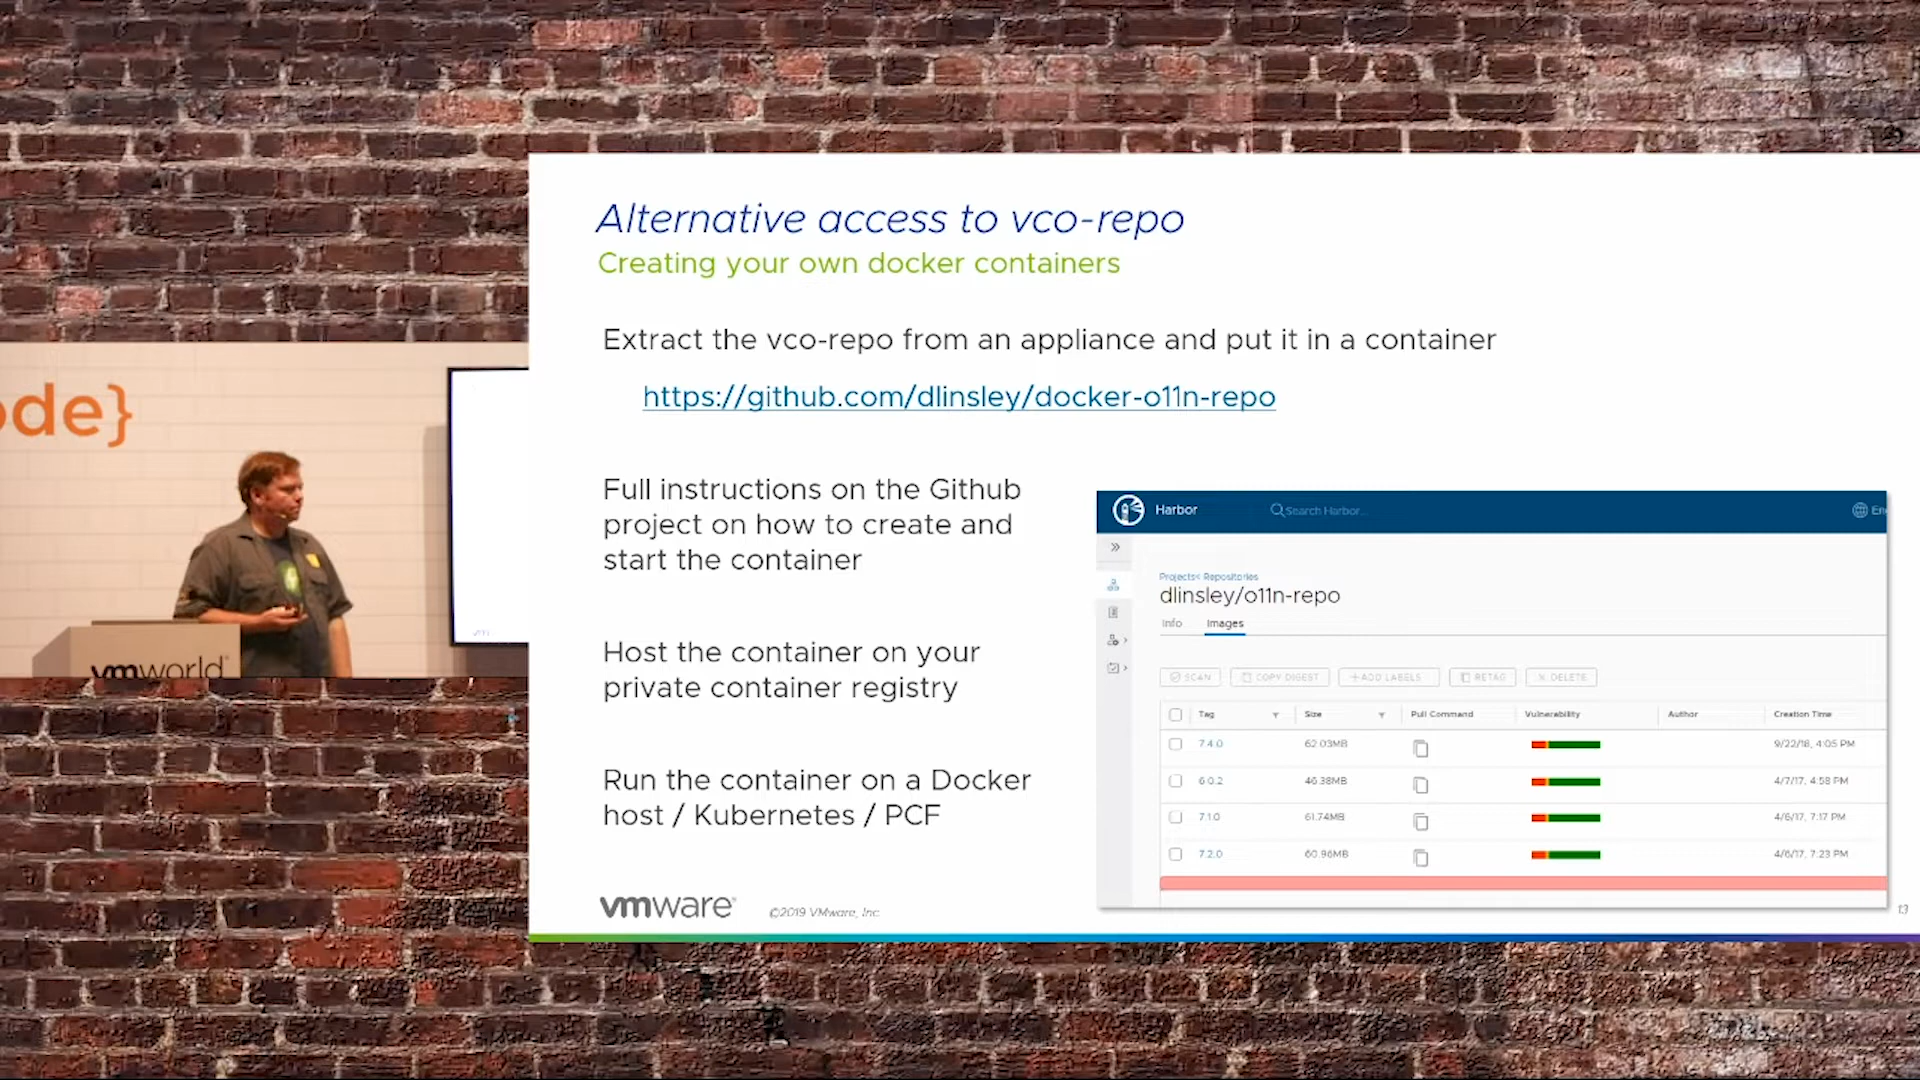 ode}
vmworld
Alternative access to vco-repo
Creating your own docker containers
Extract the vco-repo from an appliance and put it in a container
https://github.com/dlinsley/docker-o11n-repo
Full instructions on the Github
project on how to create and
start the container
Host the container on your
private container registry
Run the container on a Docker
host / Kubernetes / PCF
Harbor
Search Harbor...
En
Projects< Repositories
dlinsley/o11n-repo
Info Images
SCAN COPY DIGEST +ADD LABELS RETAG X DELETE
Tag Size Pull Command Vulnerability Author Creation Time
7.4.0 62.03MB 9/22/18, 4:05 PM
6.0.2 46.38MB 4/7/17, 4:58 PM
7.1.0 61.74MB 4/6/17, 7:17 PM
7.2.0 60.96MB 4/6/17, 7:23 PM
vmware®
©2019 VMware, Inc.
13